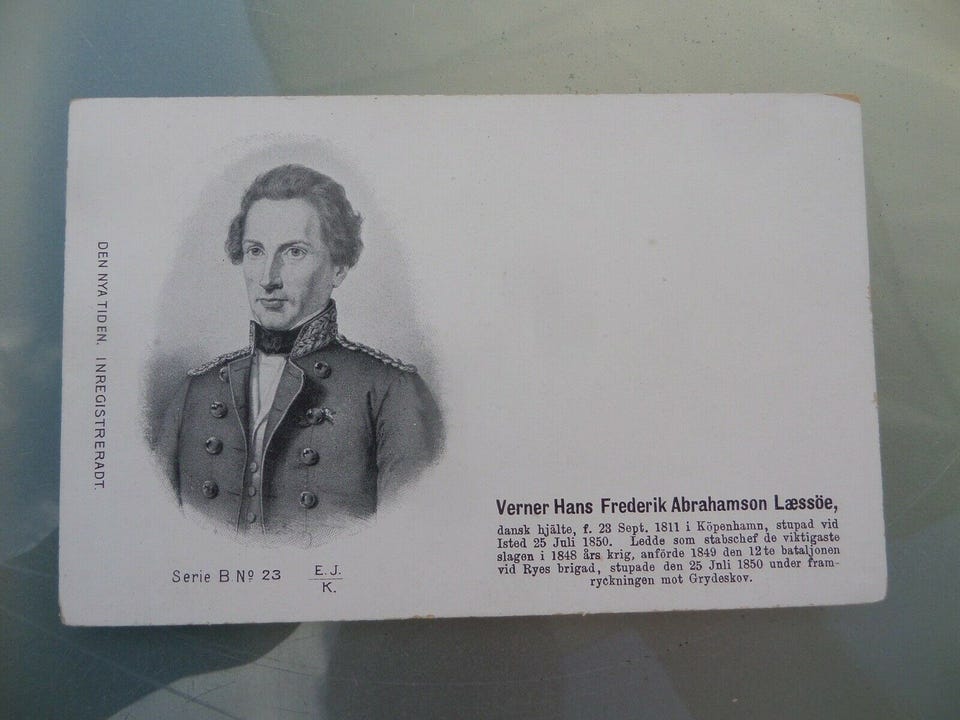 DEN NYA TIDEN. INREGISTRERADT.
Serie B Nº 23
E. J.
K.
Verner Hans Frederik Abrahamson Læssöe,
dansk hjälte, f. 23 Sept. 1811 i Köpenhamn, stupad vid
Isted 25 Juli 1850. Ledde som stabschef de viktigaste
slagen i 1848 års krig, anförde 1849 den 12te bataljonen
vid Ryes brigad, stupade den 25 Jnli 1850 under fram-
ryckningen mot Grydeskov.